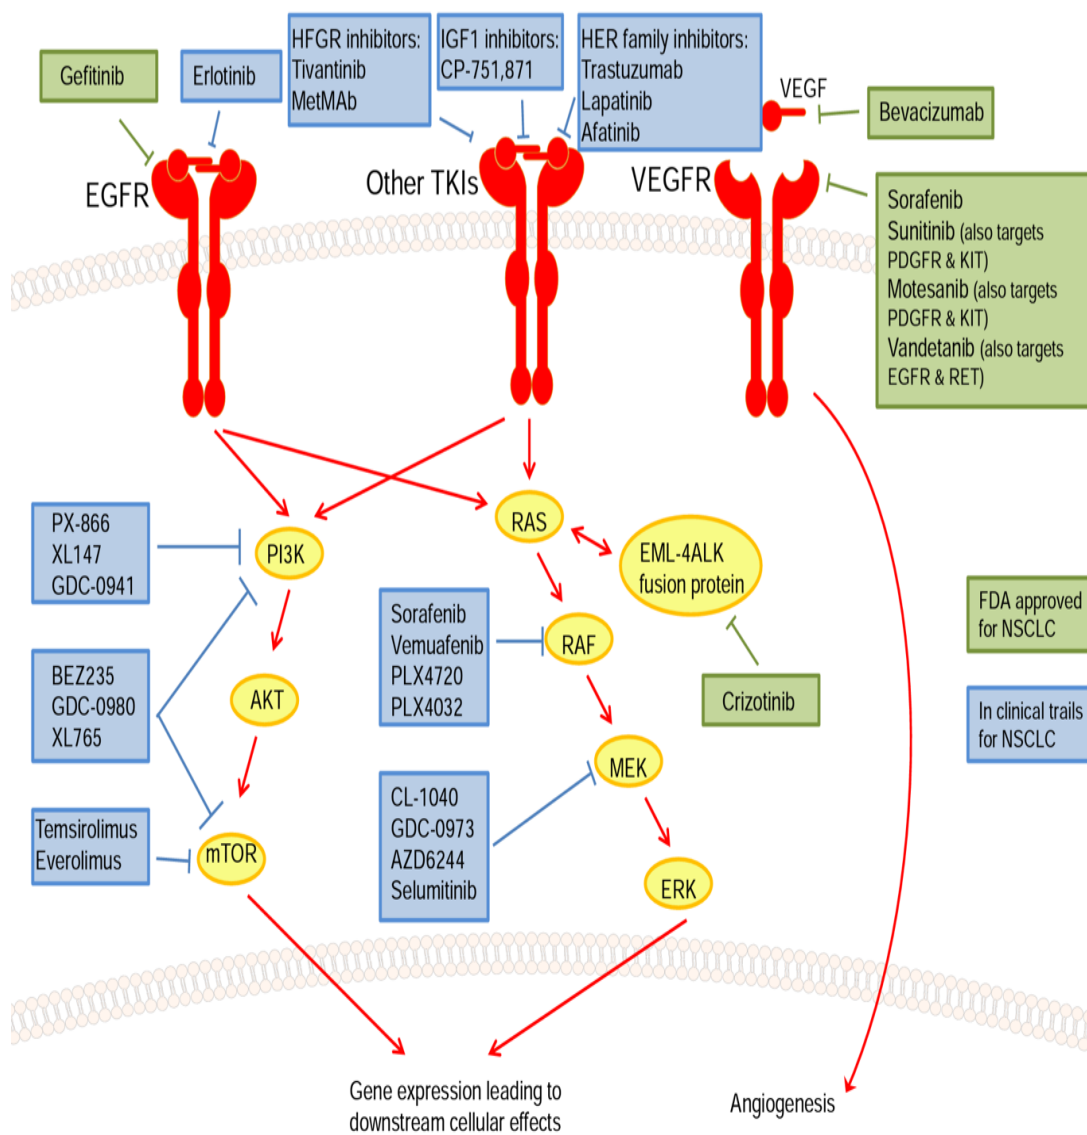 Gefitinib
Erlotinib
HFGR inhibitors:
Tivantinib
MetMAb
IGF1 inhibitors:
CP-751,871
HER family inhibitors:
Trastuzumab
Lapatinib
Afatinib
VEGF
Bevacizumab
EGFR
Other TKIs
VEGFR
Sorafenib
Sunitinib (also targets
PDGFR & KIT)
Motesanib (also targets
PDGFR & KIT)
Vandetanib (also targets
EGFR & RET)
PX-866
XL147
GDC-0941
PI3K
RAS
EML-4ALK
fusion protein
FDA approved
for NSCLC
Sorafenib
Vemuafenib
PLX4720
PLX4032
RAF
BEZ235
GDC-0980
XL765
AKT
Crizotinib
In clinical trails
for NSCLC
MEK
CL-1040
GDC-0973
AZD6244
Selumitinib
Temsirolimus
Everolimus
mTOR
ERK
Gene expression leading to
downstream cellular effects
Angiogenesis